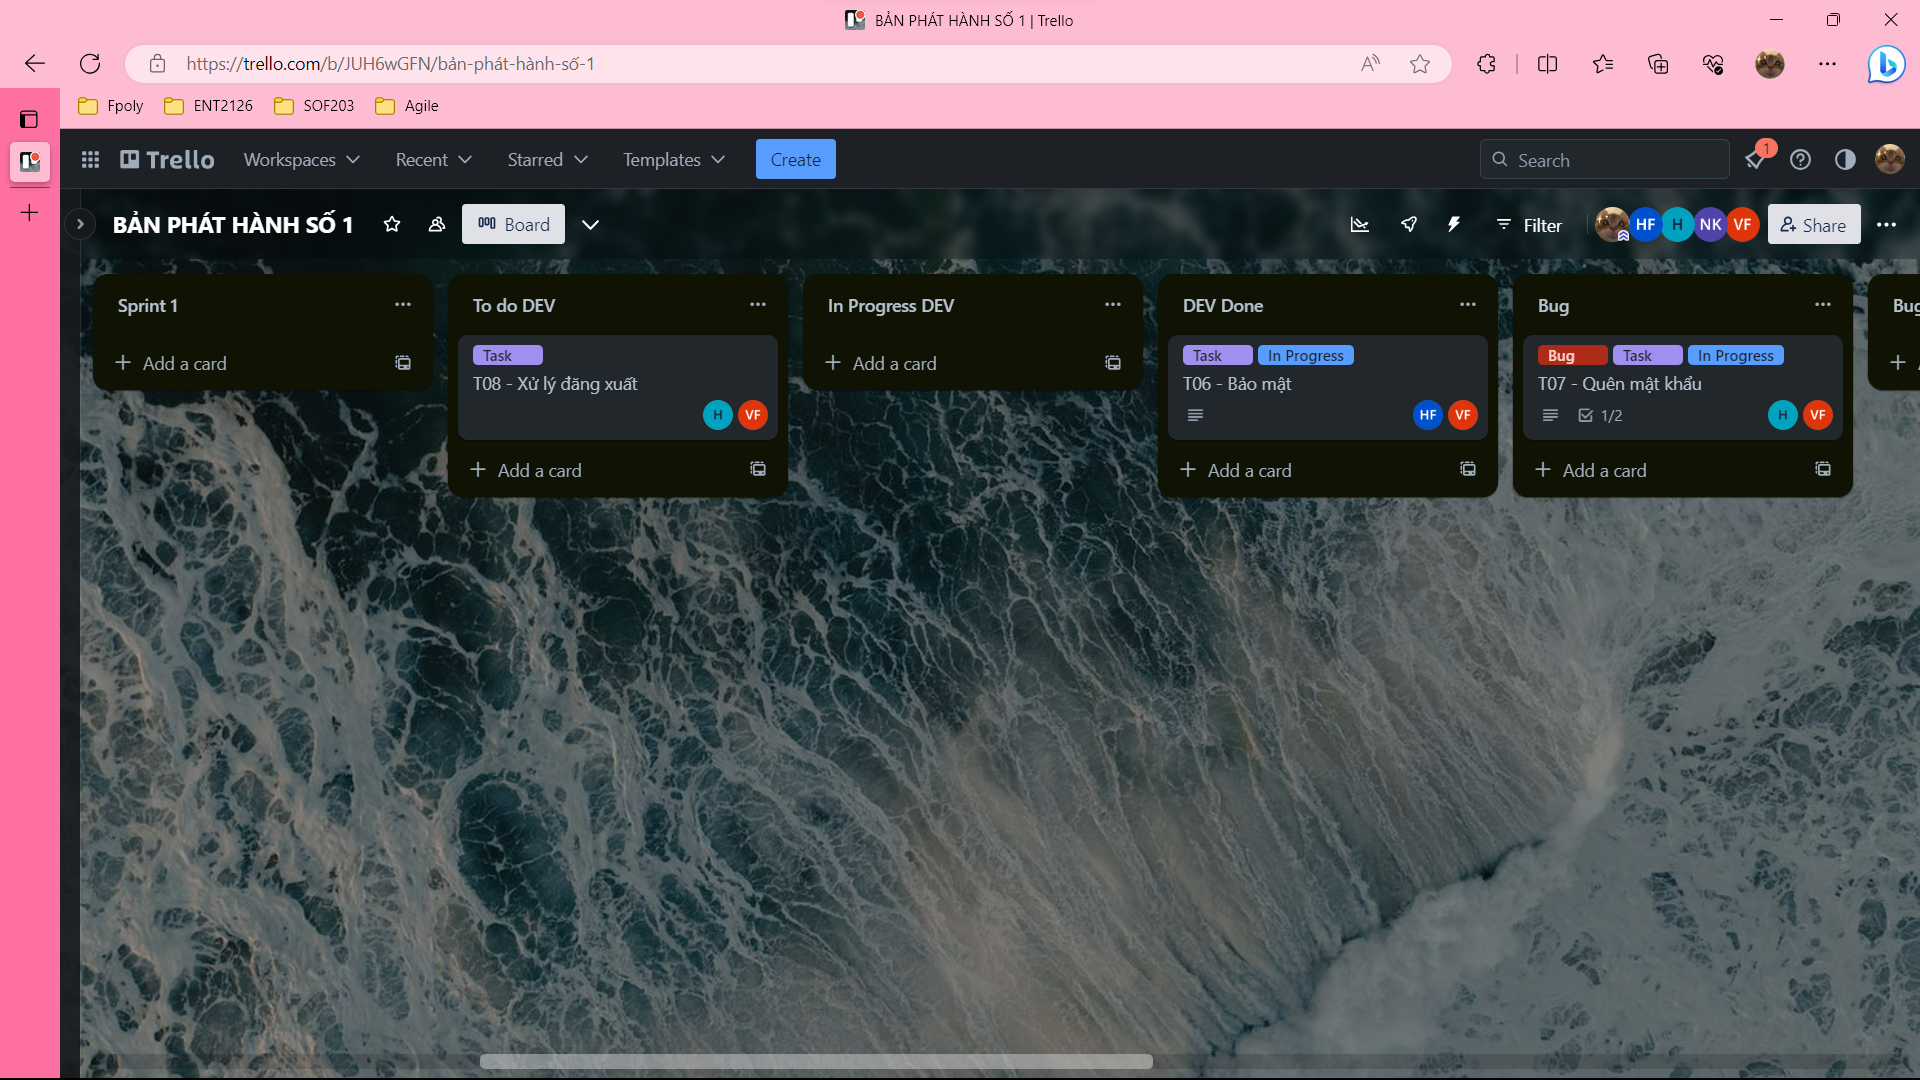 BẢN PHÁT HÀNH SỐ 1 | Trello
https://trello.com/b/JUH6wGFN/bản-phát-hành-số-1
Fpoly ENT2126 SOF203 Agile
Trello Workspaces Recent Starred Templates Create Search 1
BẢN PHÁT HÀNH SỐ 1 Board Filter HF H NK VF Share
Sprint 1
Add a card
To do DEV
Task
T08 - Xử lý đăng xuất
H VF
Add a card
In Progress DEV
Add a card
DEV Done
Task In Progress
T06 - Bảo mật
HF VF
Add a card
Bug
Bug Task In Progress
T07 - Quên mật khẩu
1/2 H VF
Add a card